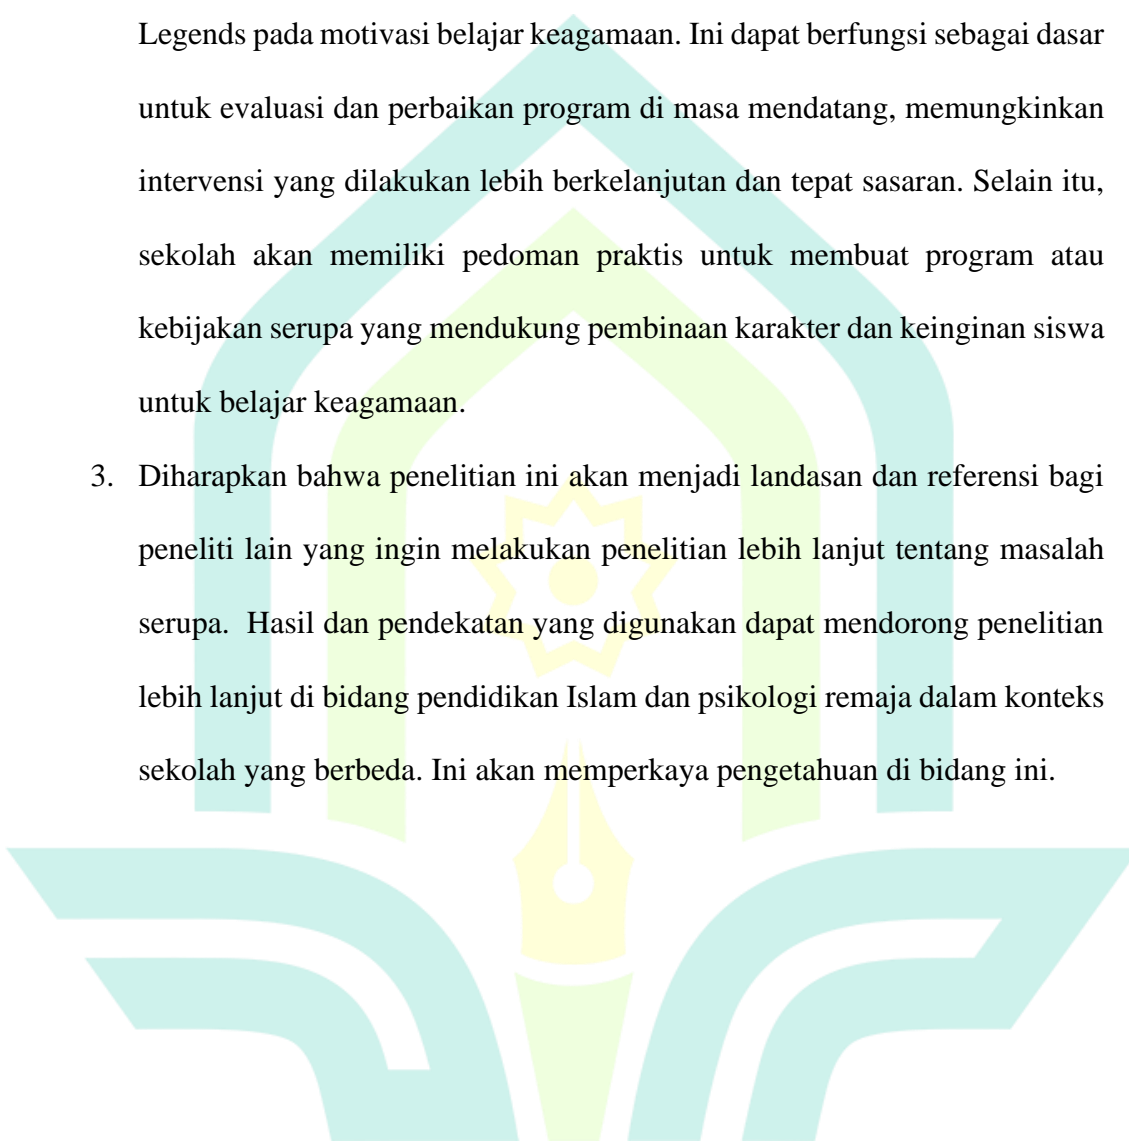 Legends pada motivasi belajar keagamaan. Ini dapat berfungsi sebagai dasar
untuk evaluasi dan perbaikan program di masa mendatang, memungkinkan
intervensi yang dilakukan lebih berkelanjutan dan tepat sasaran. Selain itu,
sekolah akan memiliki pedoman praktis untuk membuat program atau
kebijakan serupa yang mendukung pembinaan karakter dan keinginan siswa
untuk belajar keagamaan.
3. Diharapkan bahwa penelitian ini akan menjadi landasan dan referensi bagi
peneliti lain yang ingin melakukan penelitian lebih lanjut tentang masalah
serupa.  Hasil dan pendekatan yang digunakan dapat mendorong penelitian
lebih lanjut di bidang pendidikan Islam dan psikologi remaja dalam konteks
sekolah yang berbeda. Ini akan memperkaya pengetahuan di bidang ini.